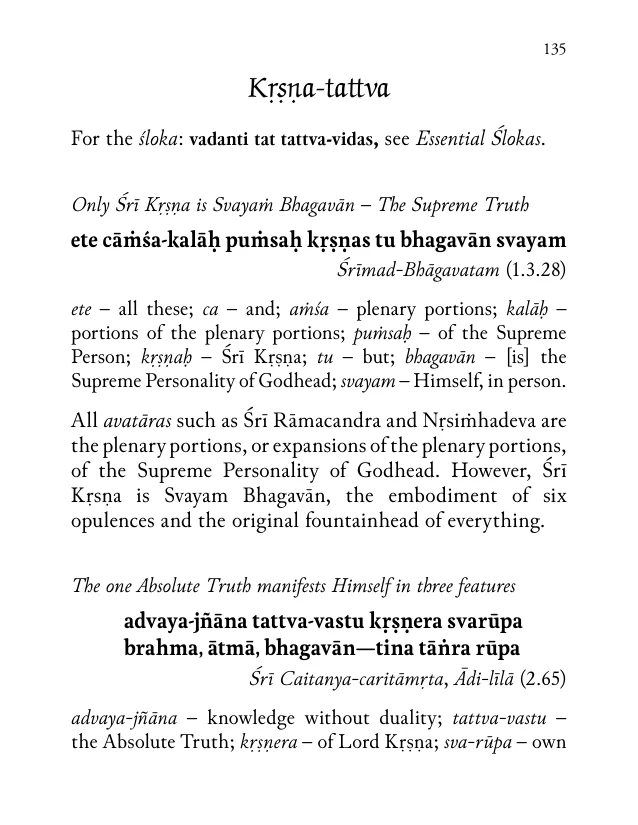 135
Kṛṣṇa-tattva
For the śloka: vadanti tat tattva-vidas, see Essential Ślokas.
Only Śrī Kṛṣṇa is Svayaṁ Bhagavān – The Supreme Truth
ete cāṁśa-kalāḥ puṁsaḥ kṛṣṇas tu bhagavān svayam
Śrīmad-Bhāgavatam (1.3.28)
ete – all these; ca – and; aṁśa – plenary portions; kalāḥ –
portions of the plenary portions; puṁsaḥ – of the Supreme
Person; kṛṣṇaḥ – Śrī Kṛṣṇa; tu – but; bhagavān – [is] the
Supreme Personality of Godhead; svayam – Himself, in person.
All avatāras such as Śrī Rāmacandra and Nṛsiṁhadeva are
the plenary portions, or expansions of the plenary portions,
of the Supreme Personality of Godhead. However, Śrī
Kṛṣṇa is Svayam Bhagavān, the embodiment of six
opulences and the original fountainhead of everything.
The one Absolute Truth manifests Himself in three features
advaya-jñāna tattva-vastu kṛṣṇera svarūpa
brahma, ātmā, bhagavān—tina tāṅra rūpa
Śrī Caitanya-caritāmṛta, Ādi-līlā (2.65)
advaya-jñāna – knowledge without duality; tattva-vastu –
the Absolute Truth; kṛṣṇera – of Lord Kṛṣṇa; sva-rūpa – own